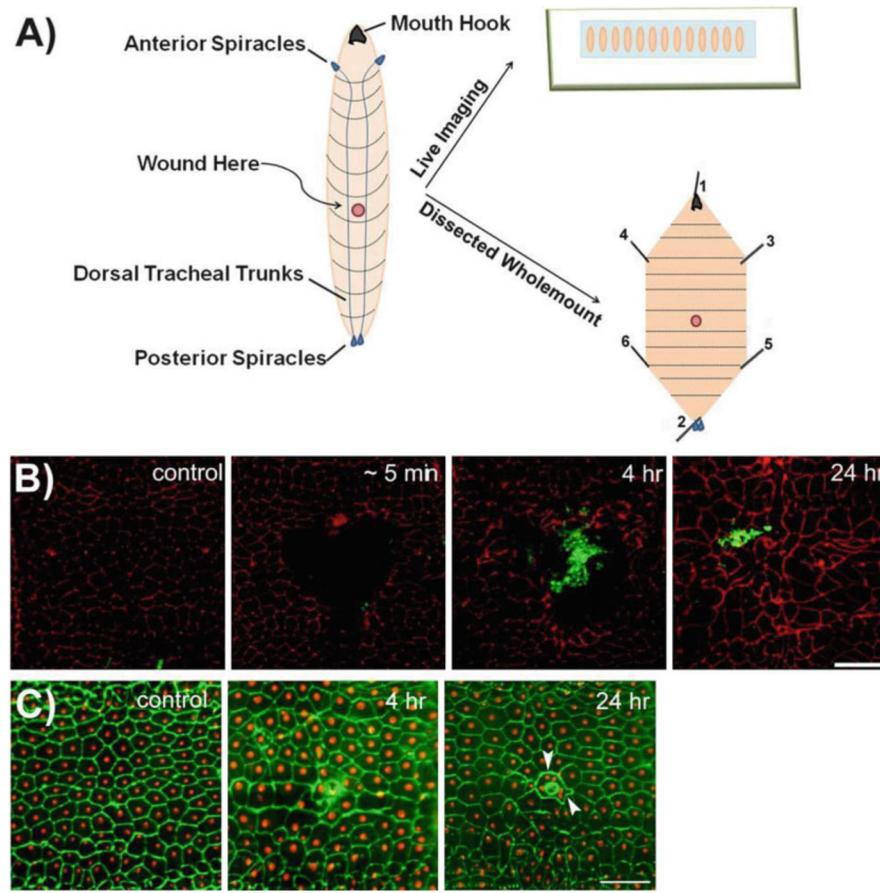 A)
Mouth Hook
Anterior Spiracles
Wound Here
Dorsal Tracheal Trunks
Posterior Spiracles
Live Imaging
Dissected Wholemount
1
4
3
6
5
2
B)
control
~ 5 min
4 hr
24 hr
C)
control
4 hr
24 hr